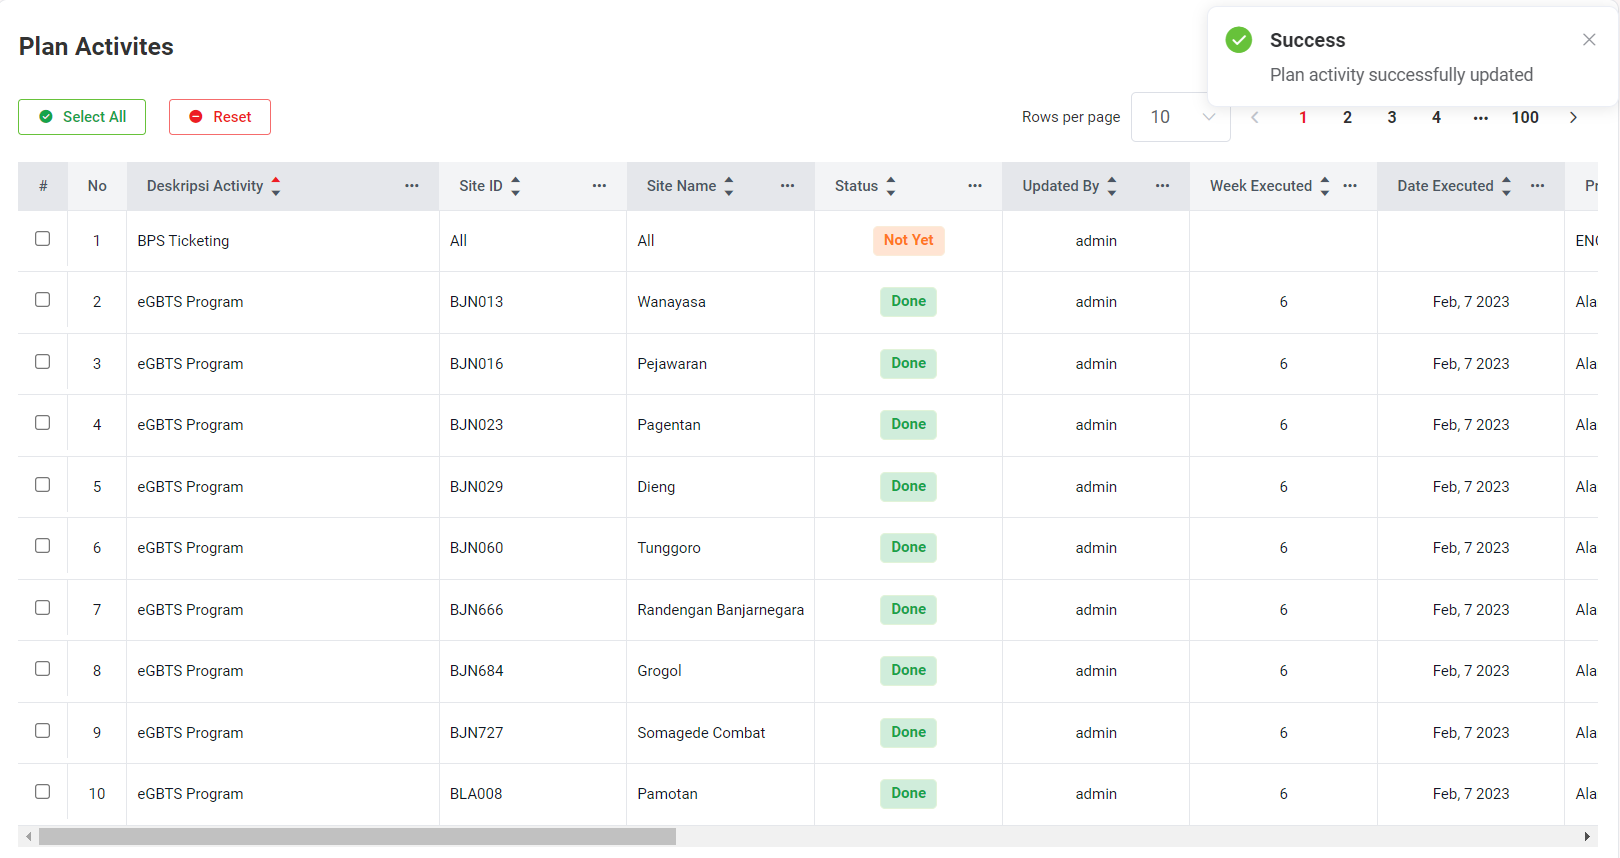 Plan Activites
Success
Plan activity successfully updated
Select All Reset Rows per page 10 1 2 3 4 ... 100
# No Deskripsi Activity ... Site ID ... Site Name ... Status ... Updated By ... Week Executed ... Date Executed ... Pr
1 BPS Ticketing All All Not Yet admin ENG
2 eGBTS Program BJN013 Wanayasa Done admin 6 Feb, 7 2023 Ala
3 eGBTS Program BJN016 Pejawaran Done admin 6 Feb, 7 2023 Ala
4 eGBTS Program BJN023 Pagentan Done admin 6 Feb, 7 2023 Ala
5 eGBTS Program BJN029 Dieng Done admin 6 Feb, 7 2023 Ala
6 eGBTS Program BJN060 Tunggoro Done admin 6 Feb, 7 2023 Ala
7 eGBTS Program BJN666 Randengan Banjarnegara Done admin 6 Feb, 7 2023 Ala
8 eGBTS Program BJN684 Grogol Done admin 6 Feb, 7 2023 Ala
9 eGBTS Program BJN727 Somagede Combat Done admin 6 Feb, 7 2023 Ala
10 eGBTS Program BLA008 Pamotan Done admin 6 Feb, 7 2023 Ala